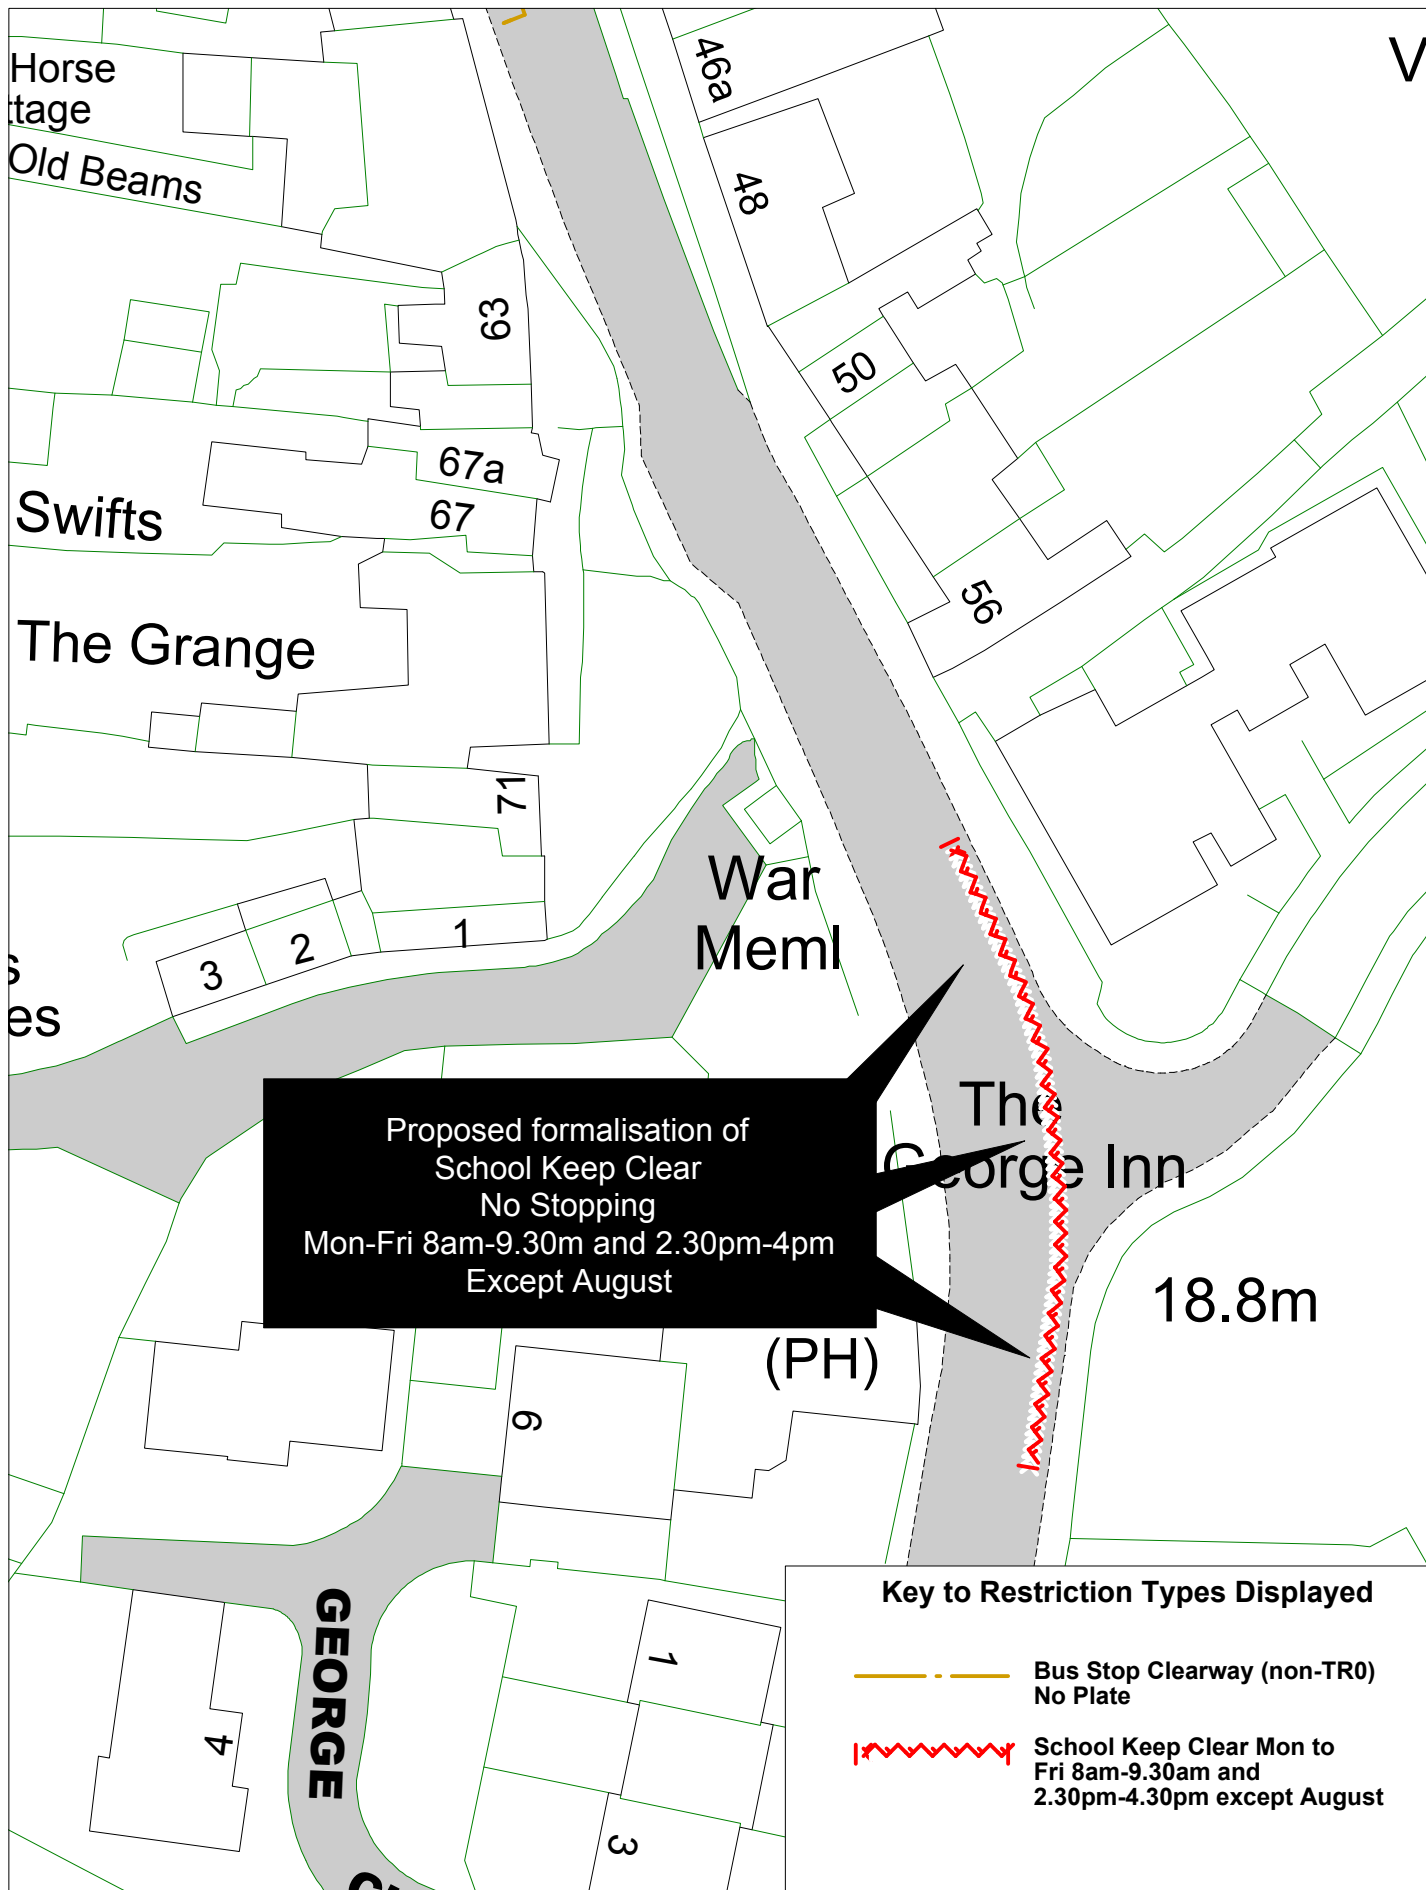 Horse
ttage
Old Beams
46a
V
48
63
50
67a
67
Swifts
56
The Grange
71
War
Meml
1
2
3
s
es
The
George Inn
Proposed formalisation of
School Keep Clear
No Stopping
Mon-Fri 8am-9.30m and 2.30pm-4pm
Except August
18.8m
(PH)
9
GEORGE
4
1
3
Key to Restriction Types Displayed
Bus Stop Clearway (non-TR0)
No Plate
School Keep Clear Mon to
Fri 8am-9.30am and
2.30pm-4.30pm except August